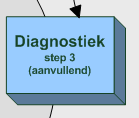 Diagnostiek
step 3
(aanvullend)